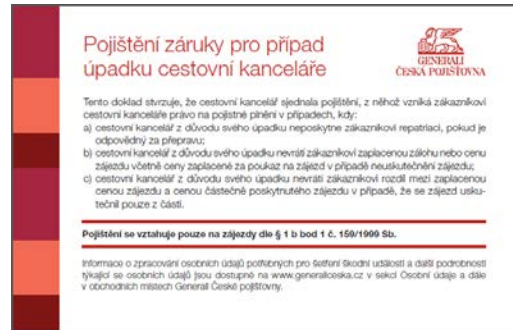 Pojištění záruky pro případ
úpadku cestovní kanceláře
GENERALI
ČESKÁ POJIŠŤOVNA
Tento doklad stvrzuje, že cestovní kancelář sjednala pojištění, z něhož vzniká zákazníkovi
cestovní kanceláře právo na pojistné plnění v případech, kdy:
a) cestovní kancelář z důvodu svého úpadku neposkytne zákazníkovi repatriaci, pokud je
odpovědný za přepravu;
b) cestovní kancelář z důvodu svého úpadku nevrátí zákazníkovi zaplacenou zálohu nebo cenu
zájezdu včetně ceny zaplacené za poukaz na zájezd v případě neuskutečnění zájezdu;
c) cestovní kancelář z důvodu svého úpadku nevrátí zákazníkovi rozdíl mezi zaplacenou
cenou zájezdu a cenou částečně poskytnutého zájezdu v případě, že se zájezd usku-
tečnil pouze z části.
Pojištění se vztahuje pouze na zájezdy dle § 1 b bod 1 č. 159/1999 Sb.
Informace o zpracování osobních údajů potřebných pro šetření škodní události a další podrobnosti
týkající se osobních údajů jsou dostupné na www.generaliceska.cz v sekci Osobní údaje a dále
v obchodních místech Generali České pojišťovny.